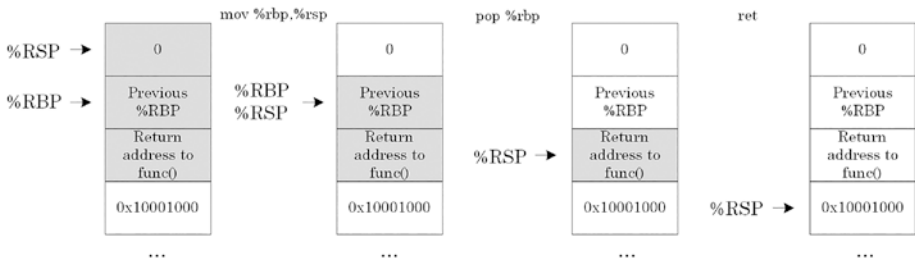 mov %rbp,%rsp
pop %rbp
ret
%RSP
0
0
0
0
%RBP
Previous
%RBP
%RBP
%RSP
Previous
%RBP
Previous
%RBP
Previous
%RBP
Return
address to
func()
Return
address to
func()
%RSP
Return
address to
func()
Return
address to
func()
0x10001000
0x10001000
0x10001000
%RSP
0x10001000
...
...
...
...